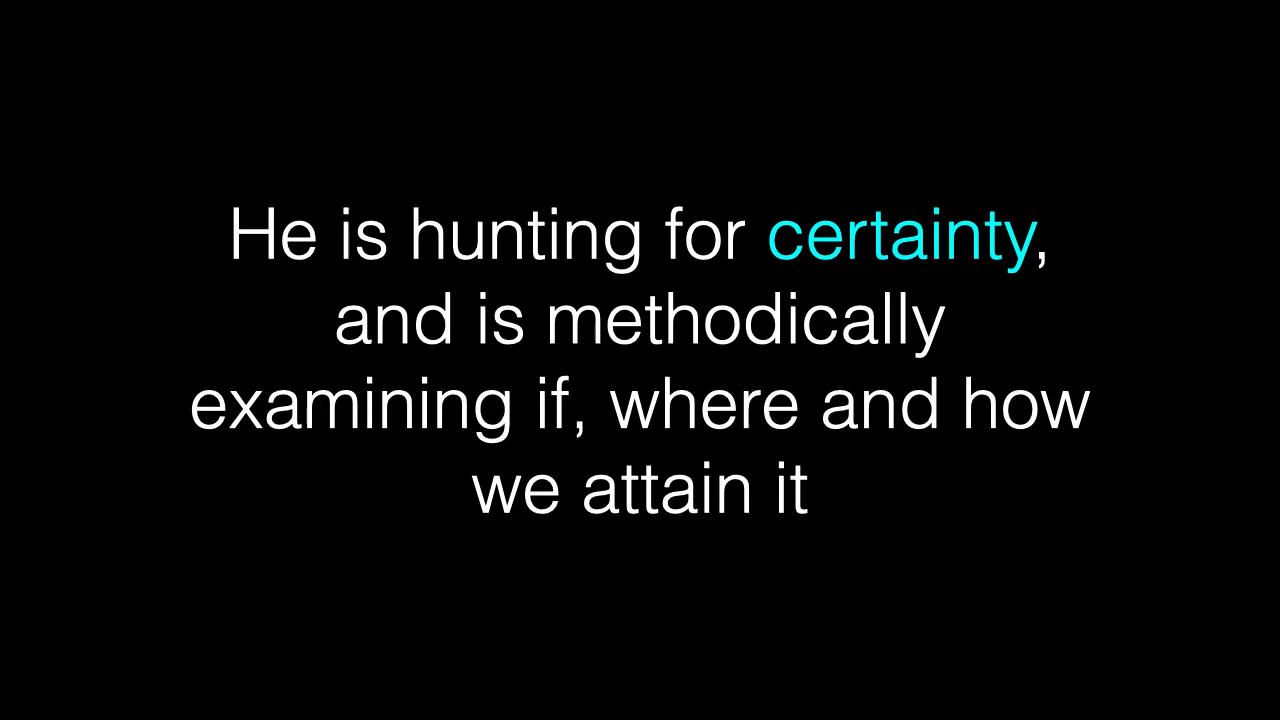 He is hunting for certainty,
and is methodically
examining if, where and how
we attain it